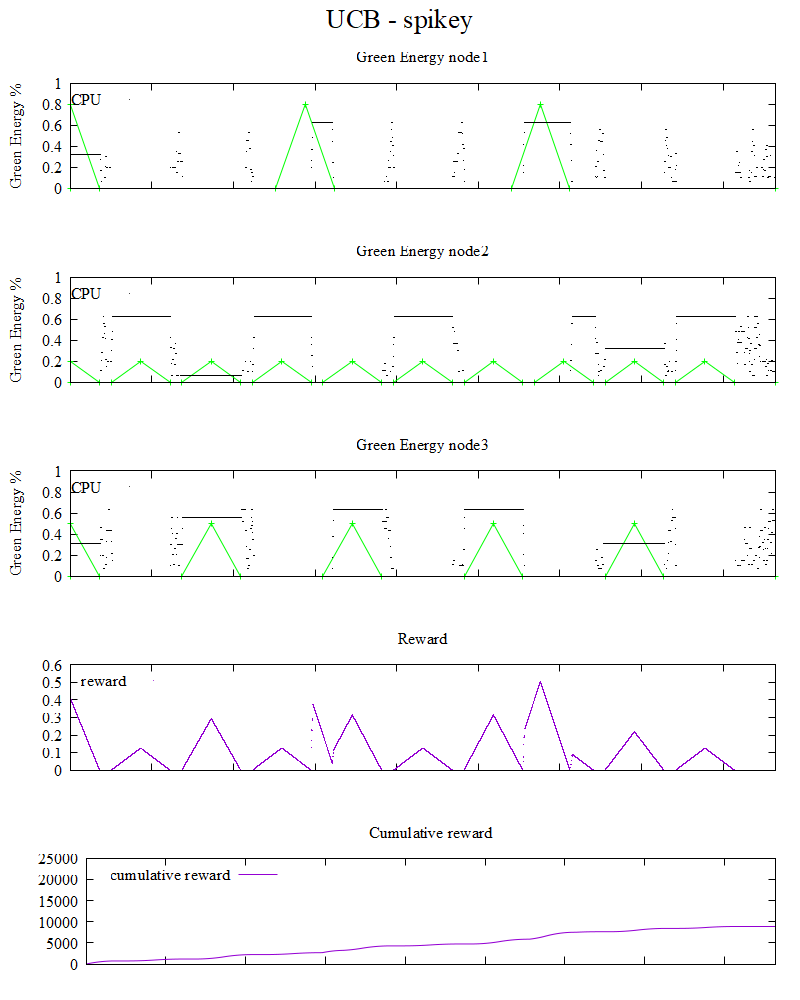 UCB - spikey
Green Energy node1
Green Energy %
1
0.8
0.6
0.4
0.2
0
CPU
Green Energy node2
Green Energy %
1
0.8
0.6
0.4
0.2
0
CPU
Green Energy node3
Green Energy %
1
0.8
0.6
0.4
0.2
0
CPU
Reward
0.6
0.5
0.4
0.3
0.2
0.1
0
reward
Cumulative reward
25000
20000
15000
10000
5000
0
cumulative reward